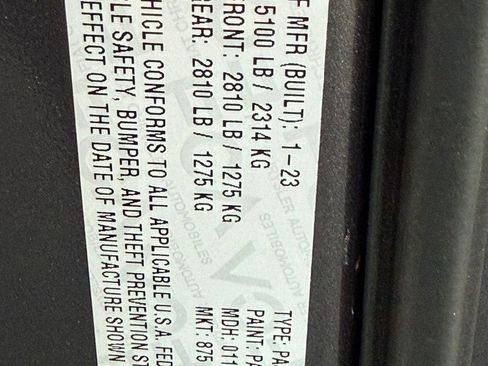 F MFR (BUILT): 1-23
5100 LB / 2314 KG
FRONT: 2810 LB / 1275 KG
REAR: 2810 LB / 1275 KG
HICLE CONFORMS TO ALL APPLICABLE U.S.A. FED
LE SAFETY, BUMPER, AND THEFT PREVENTION ST
EFFECT ON THE DATE OF MANUFACTURE SHOWN
TYPE: PA
PAINT: PA
MDH: 011
MKT: 875
AUTOMOBILES